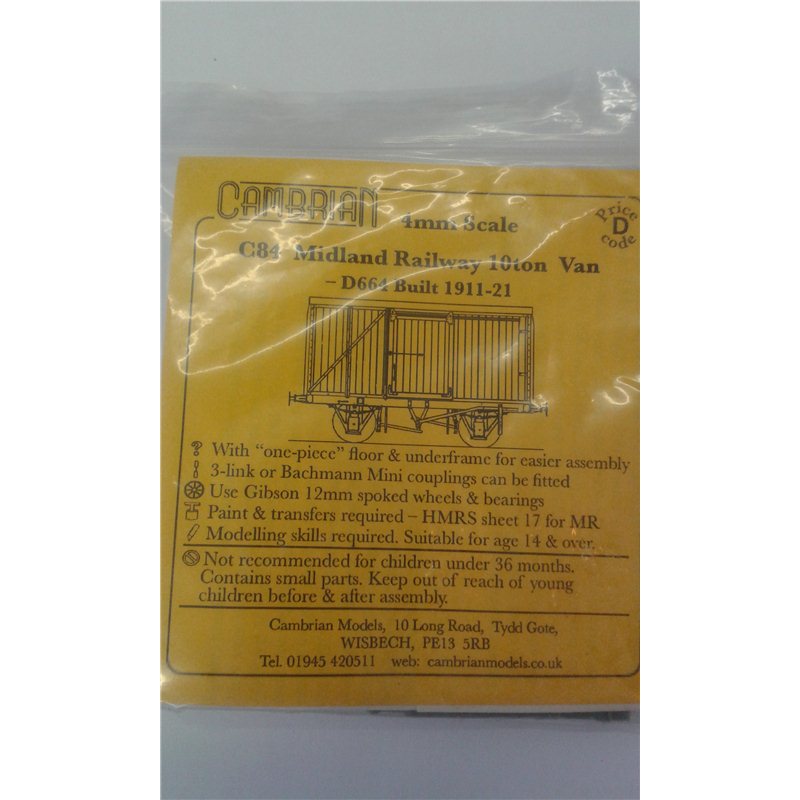 CAMBRIAN 4mm Scale
Price D code
C84 Midland Railway 10ton Van
– D664 Built 1911-21
With "one-piece" floor & underframe for easier assembly
3-link or Bachmann Mini couplings can be fitted
Use Gibson 12mm spoked wheels & bearings
Paint & transfers required – HMRS sheet 17 for MR
Modelling skills required. Suitable for age 14 & over.
Not recommended for children under 36 months.
Contains small parts. Keep out of reach of young
children before & after assembly.
Cambrian Models, 10 Long Road, Tydd Gote,
WISBECH, PE13 5RB
Tel. 01945 420511 web: cambrianmodels.co.uk